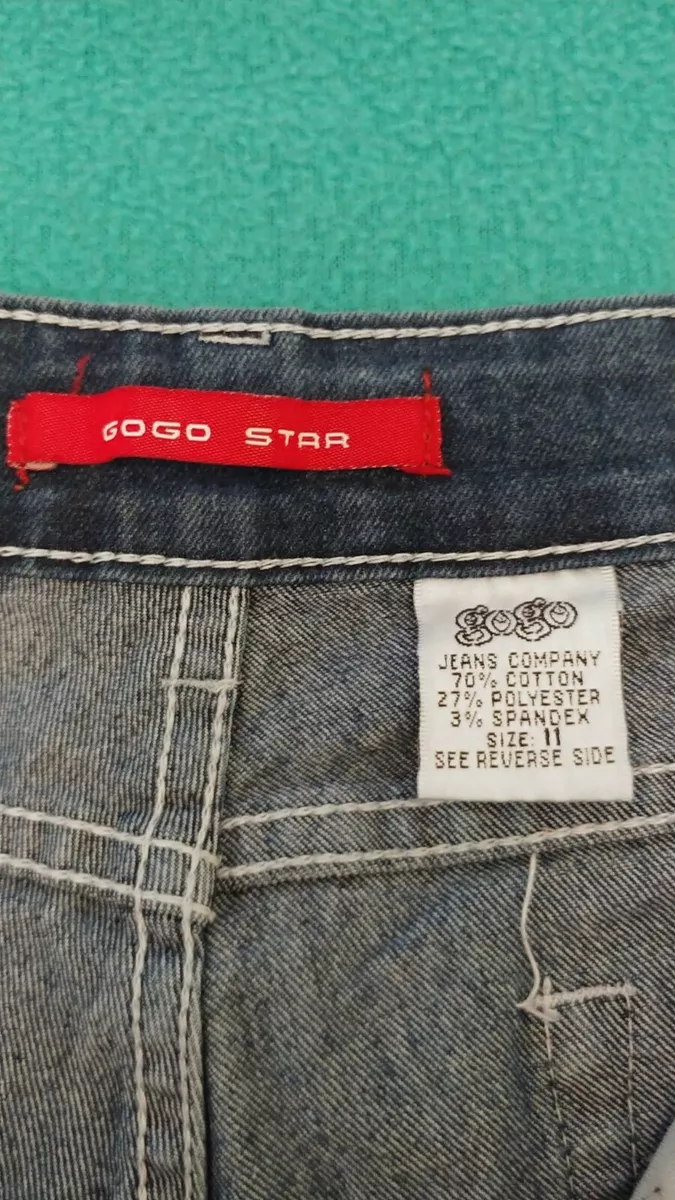 GOGO STAR
gogo
JEANS COMPANY
70% COTTON
27% POLYESTER
3% SPANDEX
SIZE: 11
SEE REVERSE SIDE